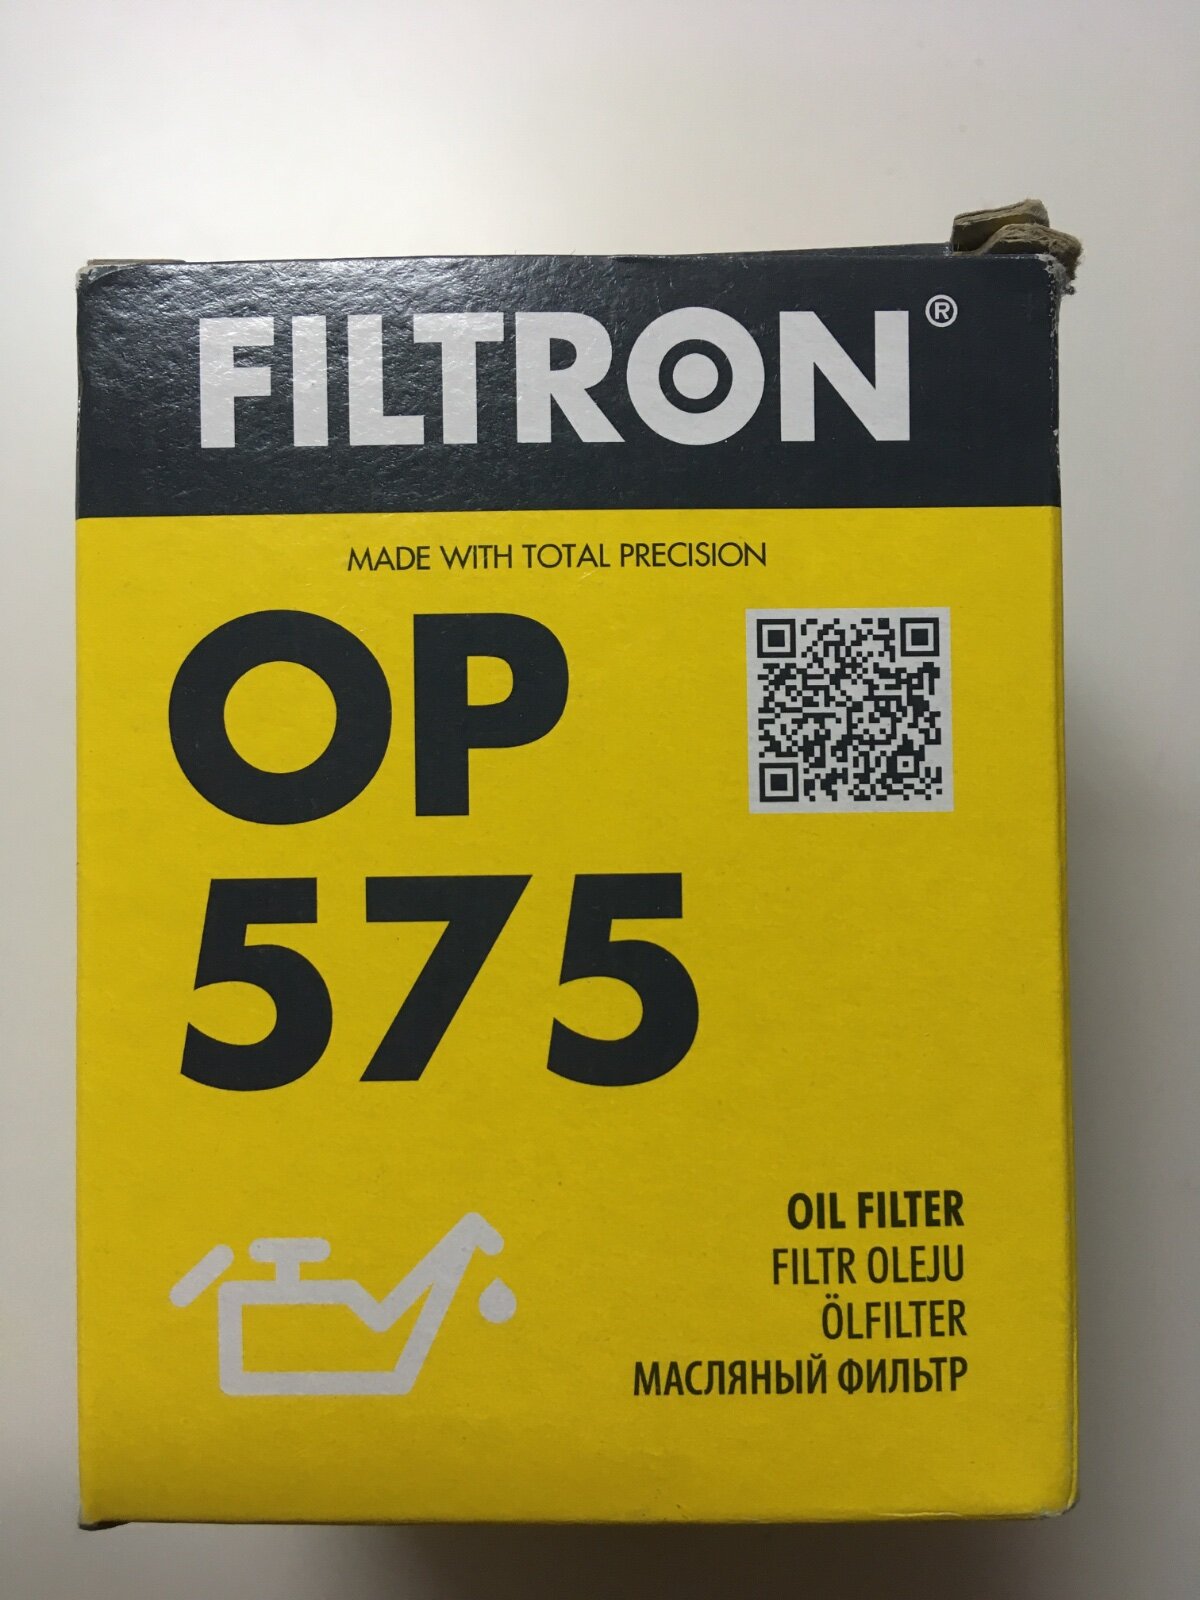 FILTRON®
MADE WITH TOTAL PRECISION
OP
575
OIL FILTER
FILTR OLEJU
ÖLFILTER
МАСЛЯНЫЙ ФИЛЬТР